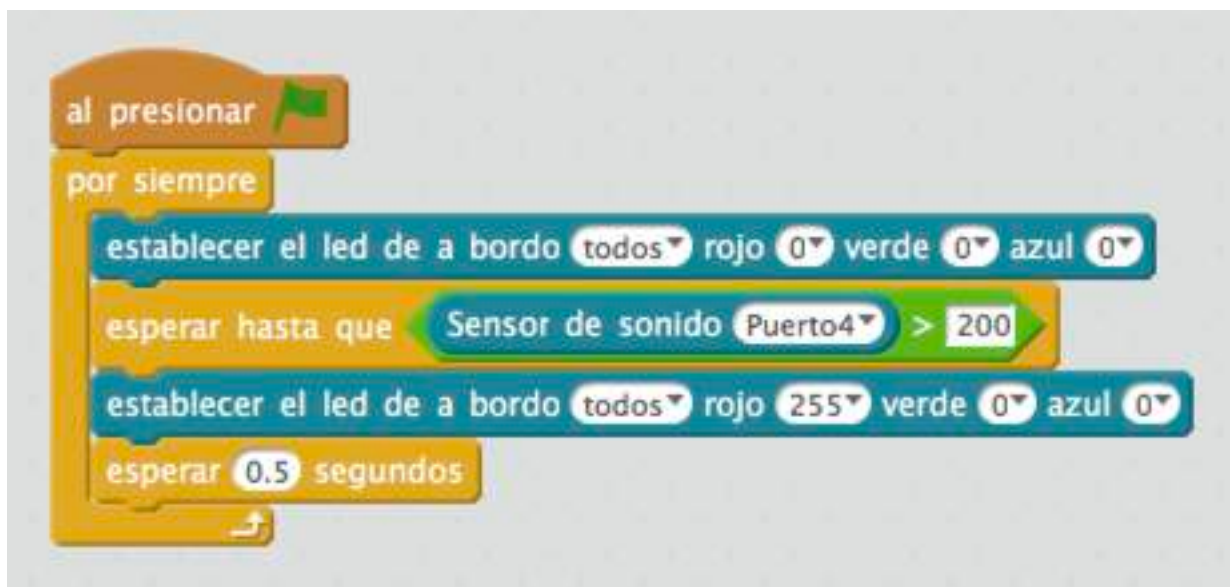 al presionar
por siempre
establecer el led de a bordo todos rojo 0 verde 0 azul 0
esperar hasta que Sensor de sonido Puerto4 > 200
establecer el led de a bordo todos rojo 255 verde 0 azul 0
esperar 0.5 segundos